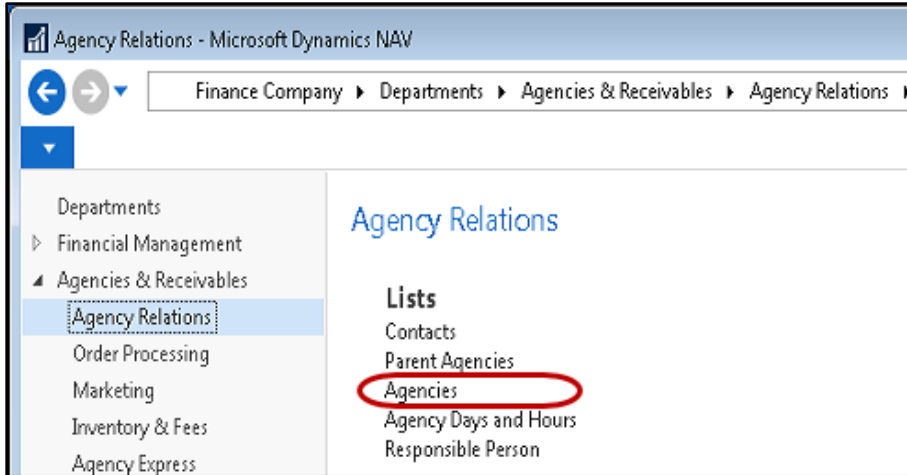 Agency Relations - Microsoft Dynamics NAV
Finance Company ▸ Departments ▸ Agencies & Receivables ▸ Agency Relations ▸
Departments
Financial Management
Agencies & Receivables
Agency Relations
Order Processing
Marketing
Inventory & Fees
Agency Express
Agency Relations
Lists
Contacts
Parent Agencies
Agencies
Agency Days and Hours
Responsible Person